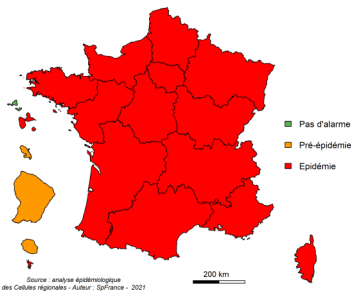 Pas d'alarme
Pré-épidémie
Epidémie
200 km
Source : analyse épidémiologique
des Cellules régionales - Auteur : SpFrance - 2021